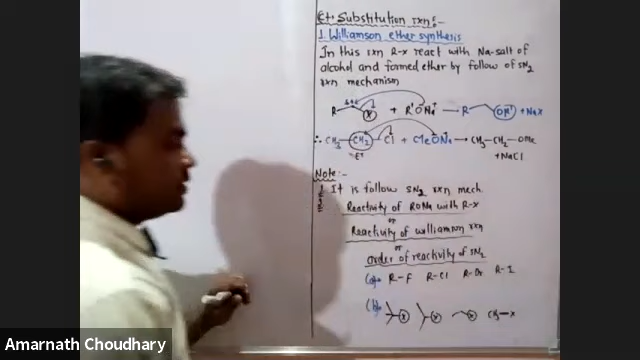 Et Substitution rxn:-
1. Williamson ether synthesis
In this rxn R-x react with Na-salt of
alcohol and formed ether by follow of SN2
rxn mechanism
R X + R'ONa → R OR' + NaX
∴ CH3-CH2-Cl + MeONa → CH3-CH2-OMe
+NaCl
Note:
1 It is follow SN2 rxn mech.
2 Reactivity of RONa with R-X
or
Reactivity of williamson rxn
or
order of reactivity of SN2
(a) R-F R-Cl R-Br R-I
(b) X X X CH3-X
Amarnath Choudhary